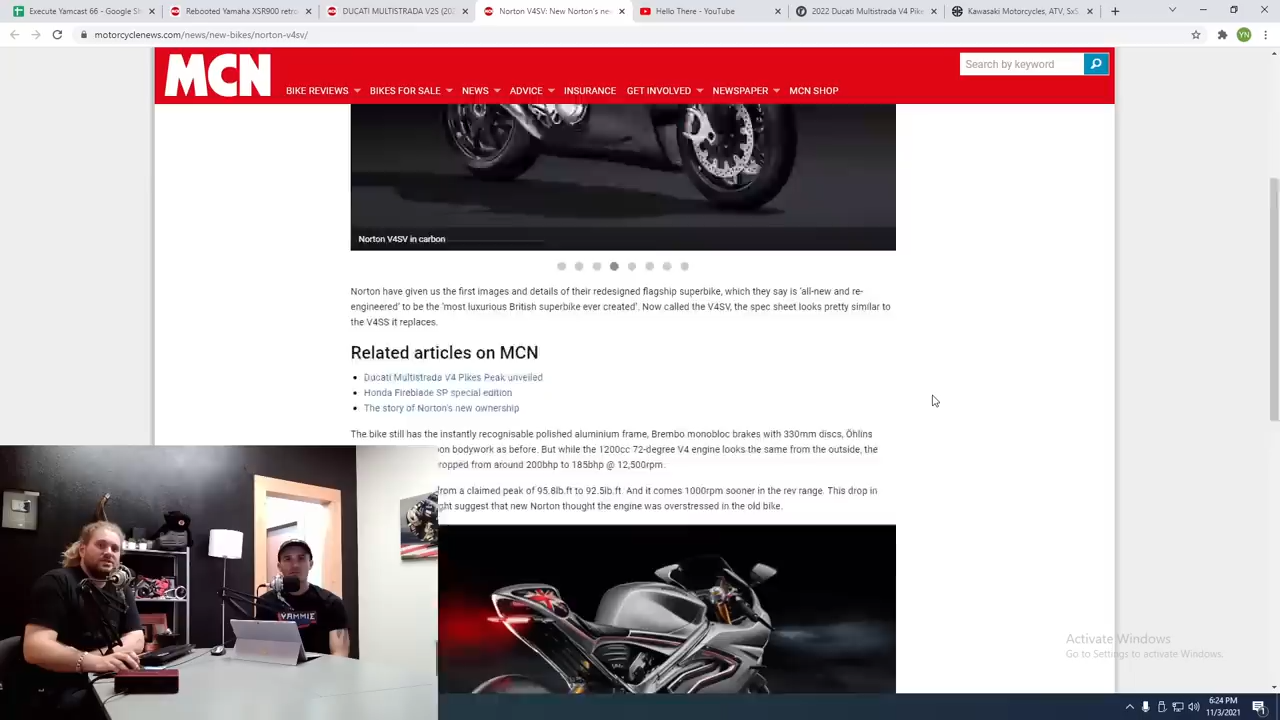 Execute Yamcast 66 - Google Sh
Rebooted Yamaha XSR900 retro
DUCATI MULTISTRADA V2S (202
Norton V4SV: New Norton's ne
Hello There - YouTube
2022 Ducati Multistrada V4 Pike
Kawasaki Motorcycles, ATV, SxS
motorcyclenews.com/news/new-bikes/norton-v4sv/
YN
MCN
Search by keyword
BIKE REVIEWS BIKES FOR SALE NEWS ADVICE INSURANCE GET INVOLVED NEWSPAPER MCN SHOP
Norton V4SV in carbon
Norton have given us the first images and details of their redesigned flagship superbike, which they say is 'all-new and re-
engineered' to be the 'most luxurious British superbike ever created'. Now called the V4SV, the spec sheet looks pretty similar to
the V4SS it replaces.
Related articles on MCN
Ducati Multistrada V4 Pikes Peak unveiled
Honda Fireblade SP special edition
The story of Norton's new ownership
The bike still has the instantly recognisable polished aluminium frame, Brembo monobloc brakes with 330mm discs, Öhlins
on bodywork as before. But while the 1200cc 72-degree V4 engine looks the same from the outside, the
ropped from around 200bhp to 185bhp @ 12,500rpm.
from a claimed peak of 95.8lb.ft to 92.5lb.ft. And it comes 1000rpm sooner in the rev range. This drop in
ght suggest that new Norton thought the engine was overstressed in the old bike.
YAMMIE
Activate Windows
Go to Settings to activate Windows.
6:24 PM
11/3/2021